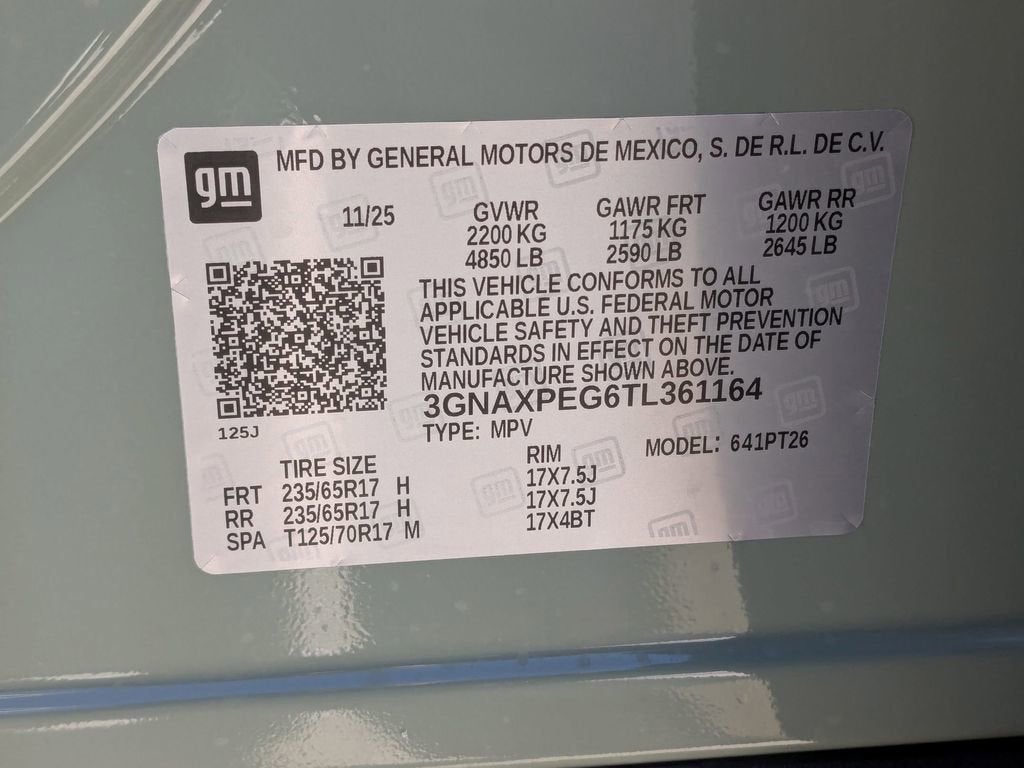 gm
MFD BY GENERAL MOTORS DE MEXICO, S. DE R.L. DE C.V.
11/25
GVWR GAWR FRT GAWR RR
2200 KG 1175 KG 1200 KG
4850 LB 2590 LB 2645 LB
THIS VEHICLE CONFORMS TO ALL
APPLICABLE U.S. FEDERAL MOTOR
VEHICLE SAFETY AND THEFT PREVENTION
STANDARDS IN EFFECT ON THE DATE OF
MANUFACTURE SHOWN ABOVE.
3GNAXPEG6TL361164
125J
TYPE: MPV MODEL: 641PT26
TIRE SIZE RIM
FRT 235/65R17 H 17X7.5J
RR 235/65R17 H 17X7.5J
SPA T125/70R17 M 17X4BT